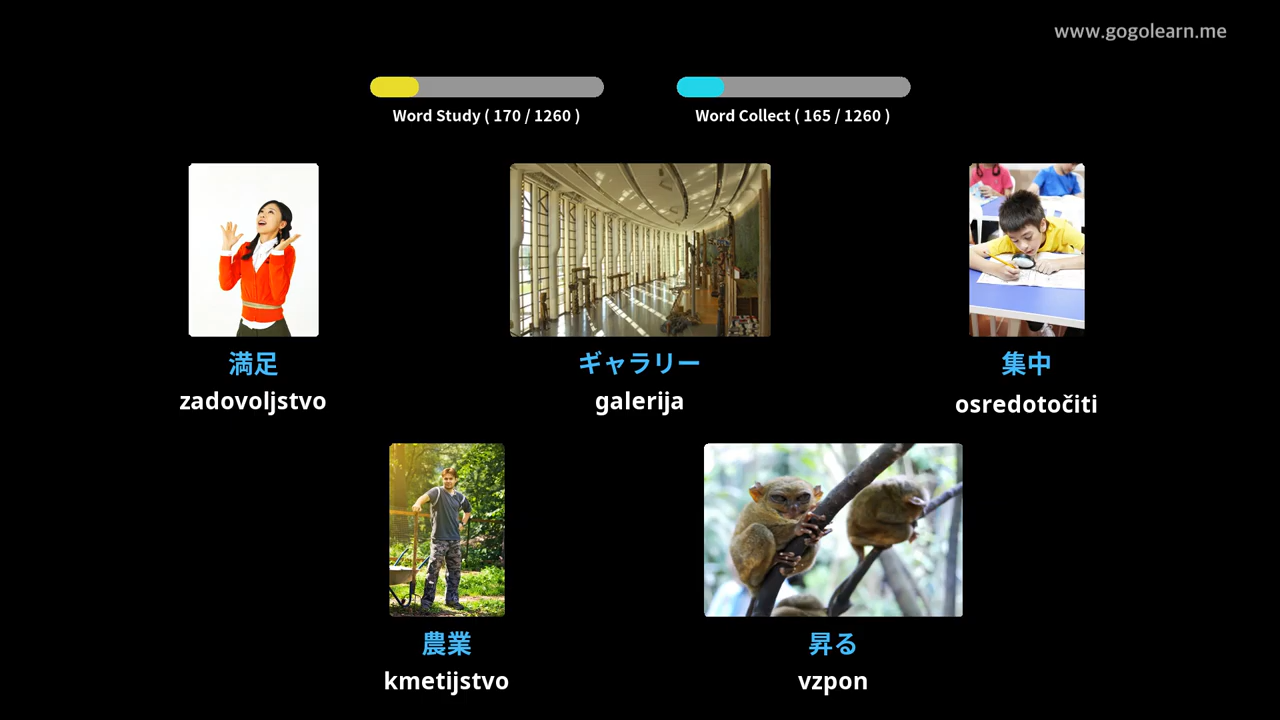 www.gogolearn.me
Word Study ( 170 / 1260 )
Word Collect ( 165 / 1260 )
満足
zadovoljstvo
ギャラリー
galerija
集中
osredotočiti
農業
kmetijstvo
昇る
vzpon